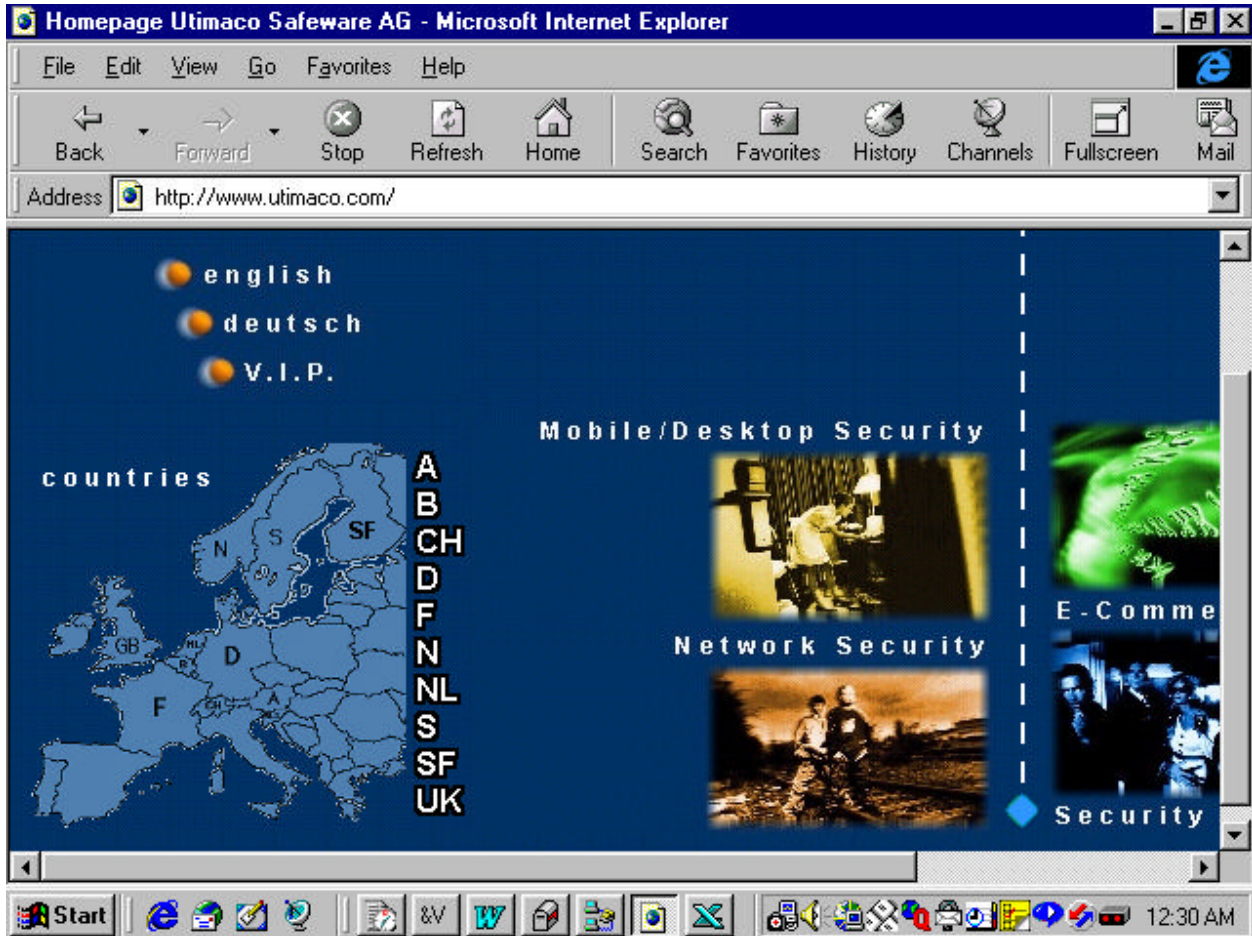 Homepage Utimaco Safeware AG - Microsoft Internet Explorer
File Edit View Go Favorites Help
Back Forward Stop Refresh Home Search Favorites History Channels Fullscreen Mail
Address http://www.utimaco.com/
english
deutsch
V.I.P.
Mobile/Desktop Security
countries
A
B
CH
D
F
N
NL
S
SF
UK
N S SF
GB NL D
B
F CH A
Network Security
E-Comme
Security
Start &V W X 12:30 AM